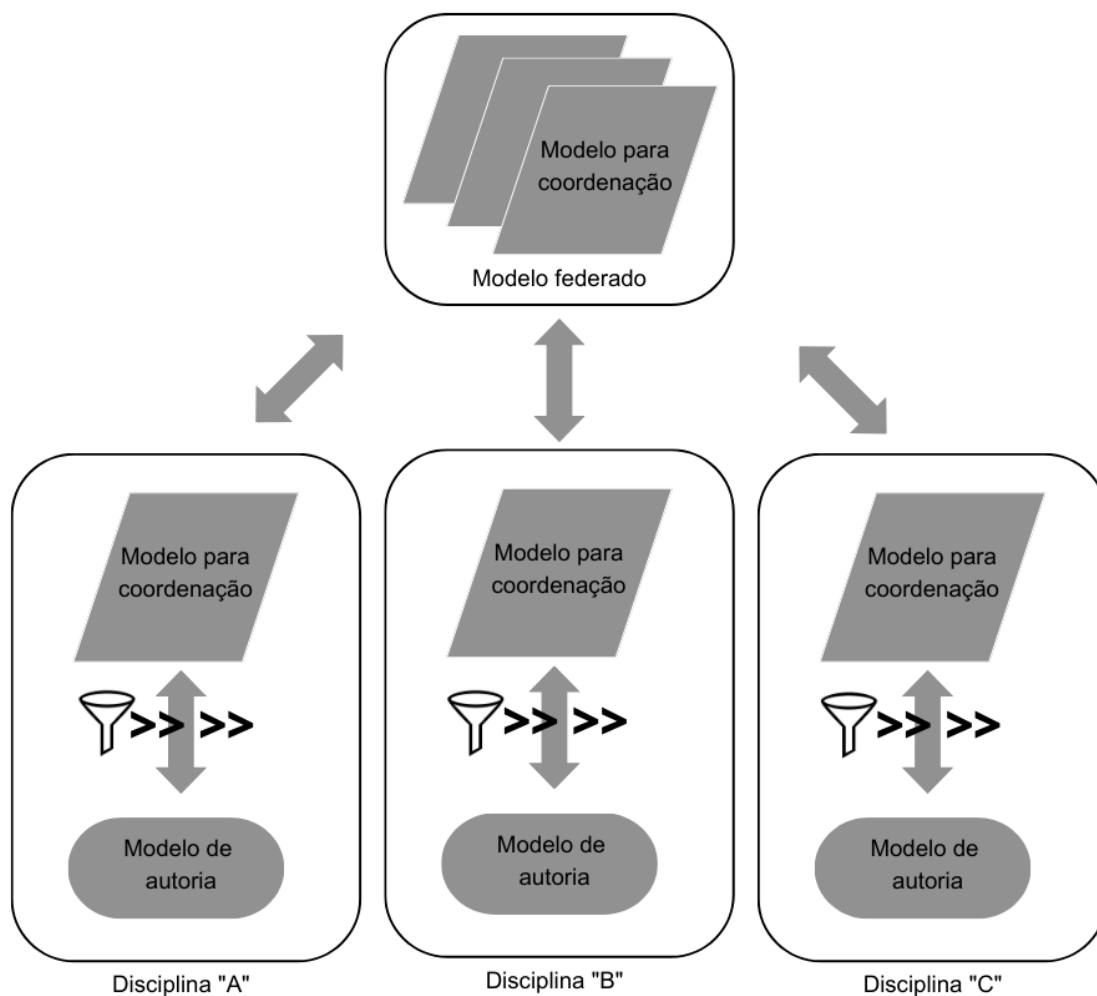 Modelo para
coordenação
Modelo federado
Modelo para
coordenação
Modelo para
coordenação
Modelo para
coordenação
>> >>
>> >>
>> >>
Modelo de
autoria
Modelo de
autoria
Modelo de
autoria
Disciplina "A"
Disciplina "B"
Disciplina "C"